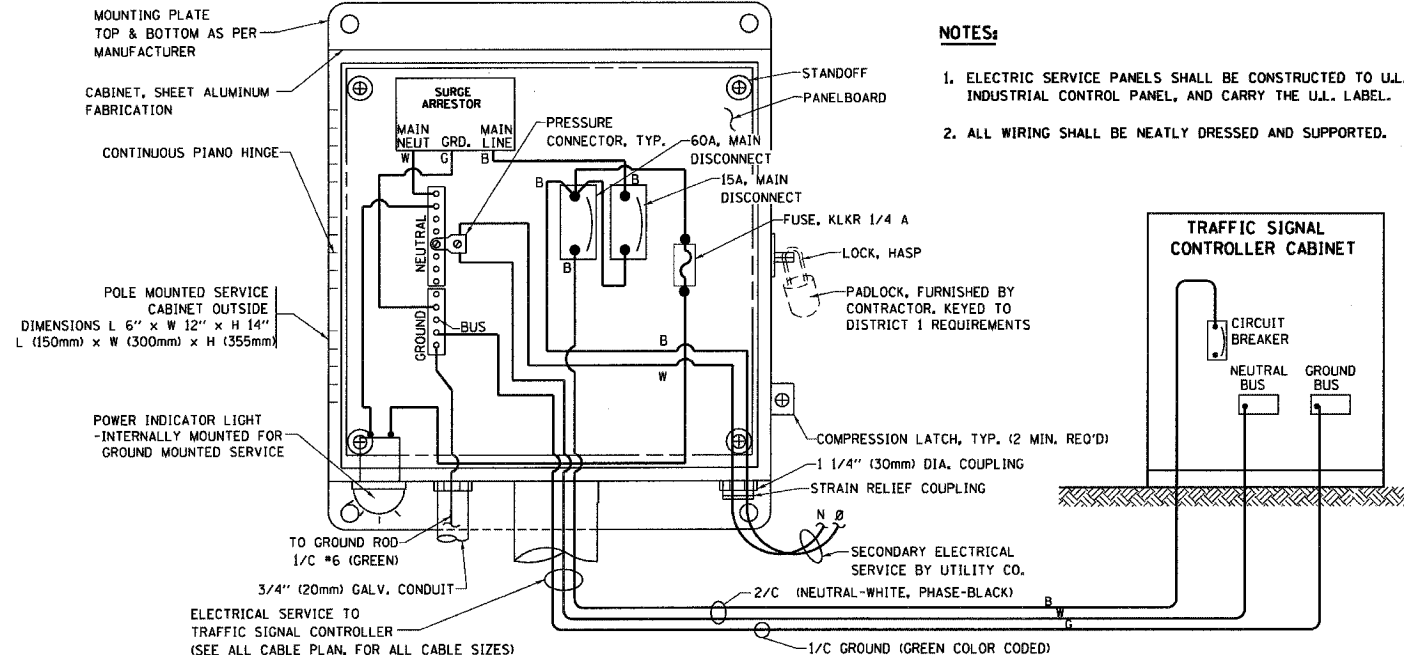 MOUNTING PLATE
TOP & BOTTOM AS PER
MANUFACTURER
CABINET, SHEET ALUMINUM
FABRICATION
CONTINUOUS PIANO HINGE
POLE MOUNTED SERVICE
CABINET OUTSIDE
DIMENSIONS L 6" x W 12" x H 14"
L (150mm) x W (300mm) x H (355mm)
POWER INDICATOR LIGHT
-INTERNALLY MOUNTED FOR
GROUND MOUNTED SERVICE
TO GROUND ROD
1/C #6 (GREEN)
3/4" (20mm) GALV. CONDUIT
ELECTRICAL SERVICE TO
TRAFFIC SIGNAL CONTROLLER
(SEE ALL CABLE PLAN, FOR ALL CABLE SIZES)
SURGE
ARRESTOR
MAIN
NEUT
GRD.
MAIN
LINE
W
G
B
NEUTRAL
GROUND
BUS
PRESSURE
CONNECTOR, TYP.
STANDOFF
PANELBOARD
60A, MAIN
DISCONNECT
15A, MAIN
DISCONNECT
B
B
B
B
FUSE, KLKR 1/4 A
LOCK, HASP
PADLOCK, FURNISHED BY
CONTRACTOR. KEYED TO
DISTRICT 1 REQUIREMENTS
B
W
COMPRESSION LATCH, TYP. (2 MIN. REQ'D)
1 1/4" (30mm) DIA. COUPLING
STRAIN RELIEF COUPLING
N Ø
SECONDARY ELECTRICAL
SERVICE BY UTILITY CO.
2/C (NEUTRAL-WHITE, PHASE-BLACK)
B
W
G
1/C GROUND (GREEN COLOR CODED)
NOTES:
1. ELECTRIC SERVICE PANELS SHALL BE CONSTRUCTED TO U.L.
INDUSTRIAL CONTROL PANEL, AND CARRY THE U.L. LABEL.
2. ALL WIRING SHALL BE NEATLY DRESSED AND SUPPORTED.
TRAFFIC SIGNAL
CONTROLLER CABINET
CIRCUIT
BREAKER
NEUTRAL
BUS
GROUND
BUS